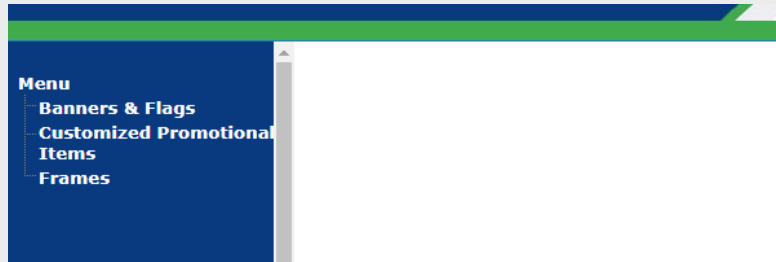 Menu
Banners & Flags
Customized Promotional
Items
Frames